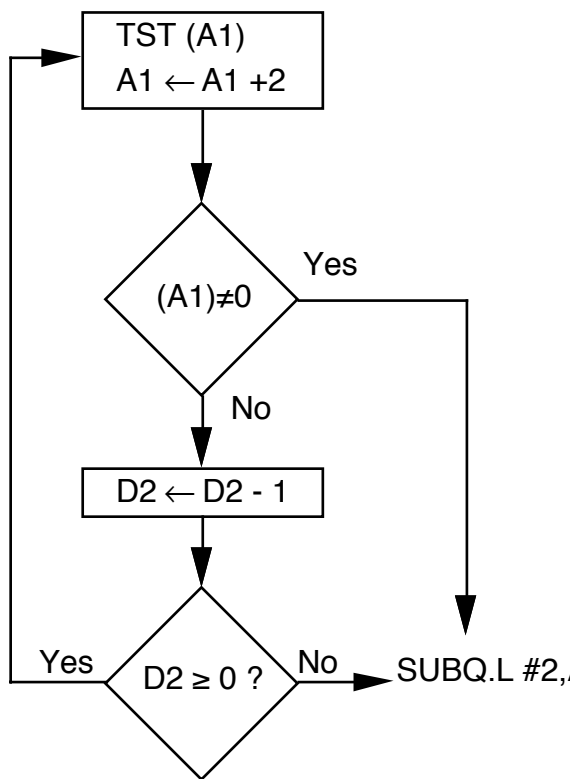 TST (A1)
A1 ← A1 +2
Yes
(A1)≠0
No
D2 ← D2 - 1
Yes
D2 ≥ 0 ?
No
SUBQ.L #2,